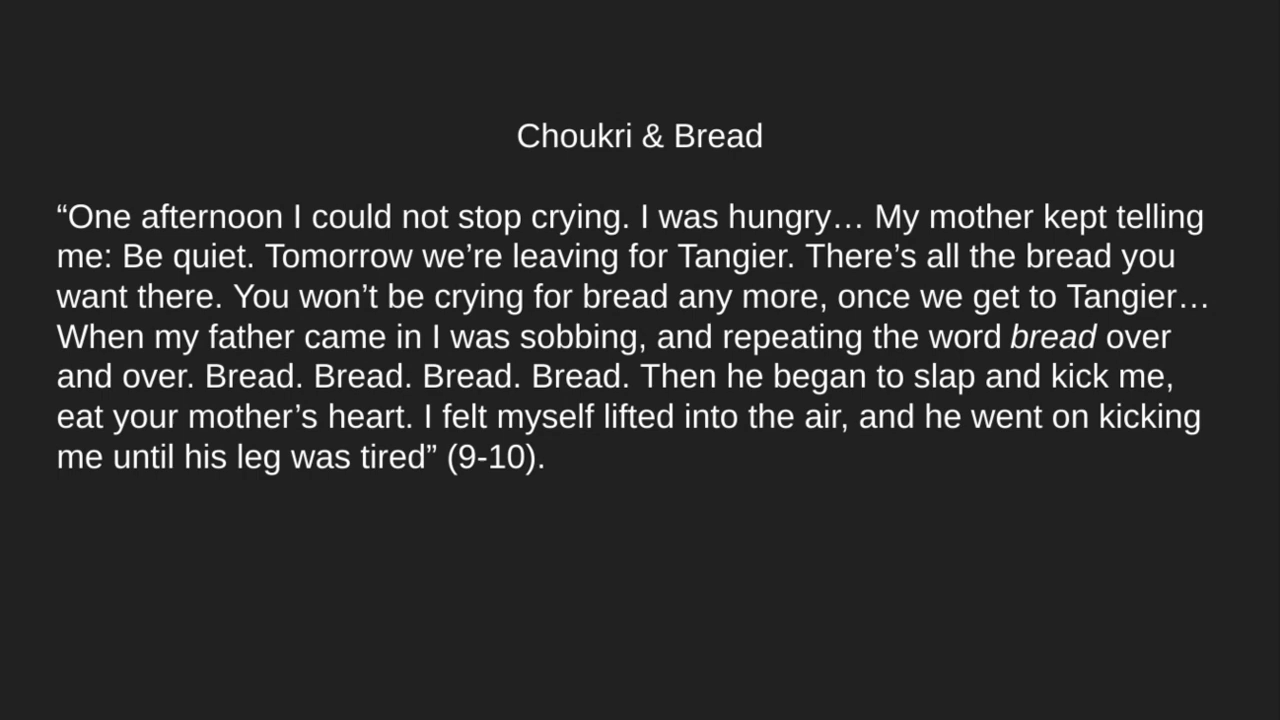 Choukri & Bread
“One afternoon I could not stop crying. I was hungry… My mother kept telling
me: Be quiet. Tomorrow we’re leaving for Tangier. There’s all the bread you
want there. You won’t be crying for bread any more, once we get to Tangier…
When my father came in I was sobbing, and repeating the word bread over
and over. Bread. Bread. Bread. Bread. Then he began to slap and kick me,
eat your mother’s heart. I felt myself lifted into the air, and he went on kicking
me until his leg was tired” (9-10).